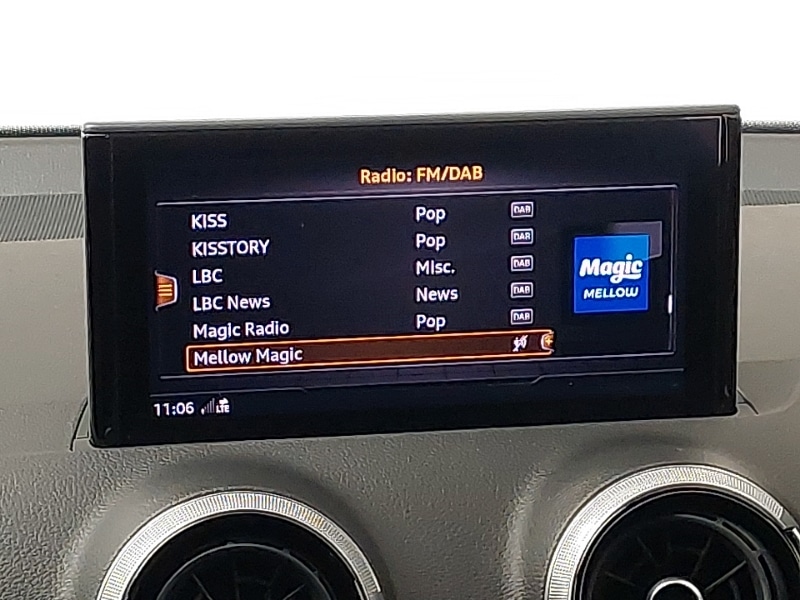 Radio: FM/DAB
KISS Pop DAB
KISSTORY Pop DAB
LBC Misc. DAB
LBC News News DAB
Magic Radio Pop DAB
Mellow Magic
Magic
MELLOW
11:06 LTE